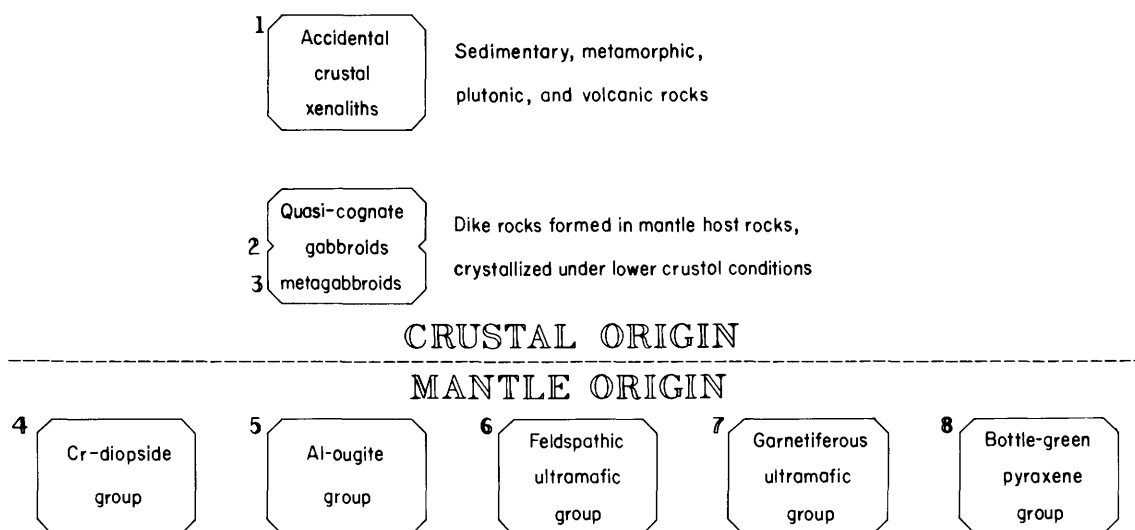 1
Accidental
crustal
xenaliths
Sedimentary, metamorphic,
plutonic, and volcanic rocks
Quasi-cognate
2 gabbroids
3 metagabbroids
Dike rocks formed in mantle host rocks,
crystallized under lower crustol conditions
CRUSTAL ORIGIN
MANTLE ORIGIN
4
Cr-diopside
group
5
Al-ougite
group
6
Feldspathic
ultramafic
group
7
Garnetiferous
ultramafic
group
8
Bottle-green
pyraxene
group